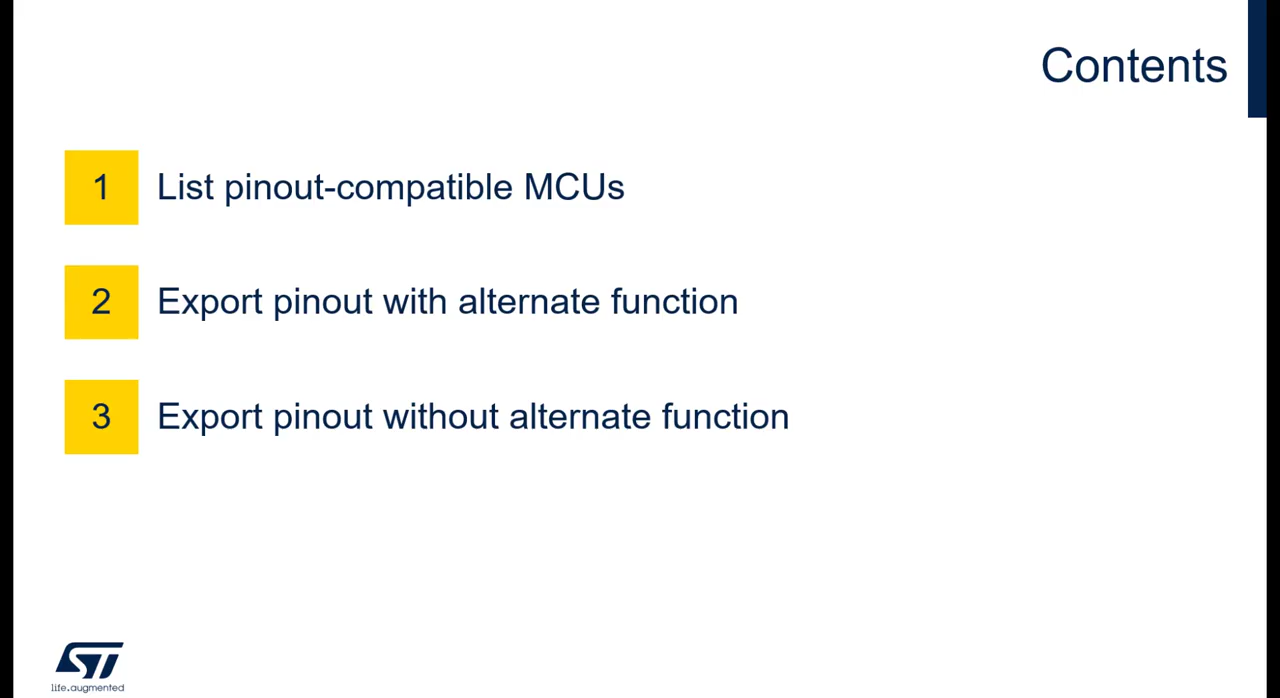 Contents
1 List pinout-compatible MCUs
2 Export pinout with alternate function
3 Export pinout without alternate function
ST
life.augmented